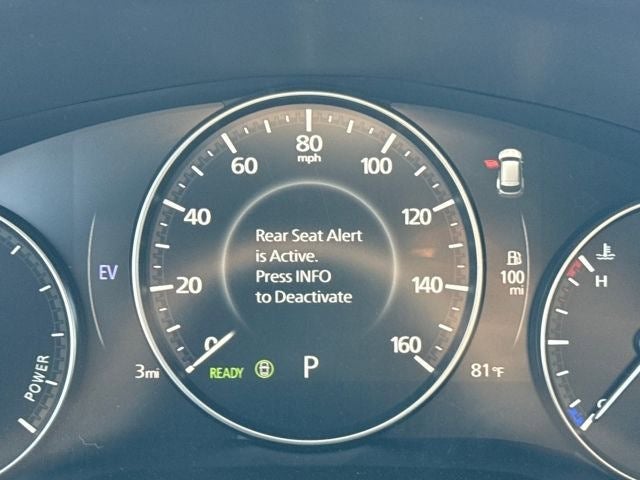 80
mph
60
100
40
120
Rear Seat Alert
is Active.
Press INFO
to Deactivate
EV
100
mi
H
20
140
0
160
POWER
3mi
READY
P
81°F
C